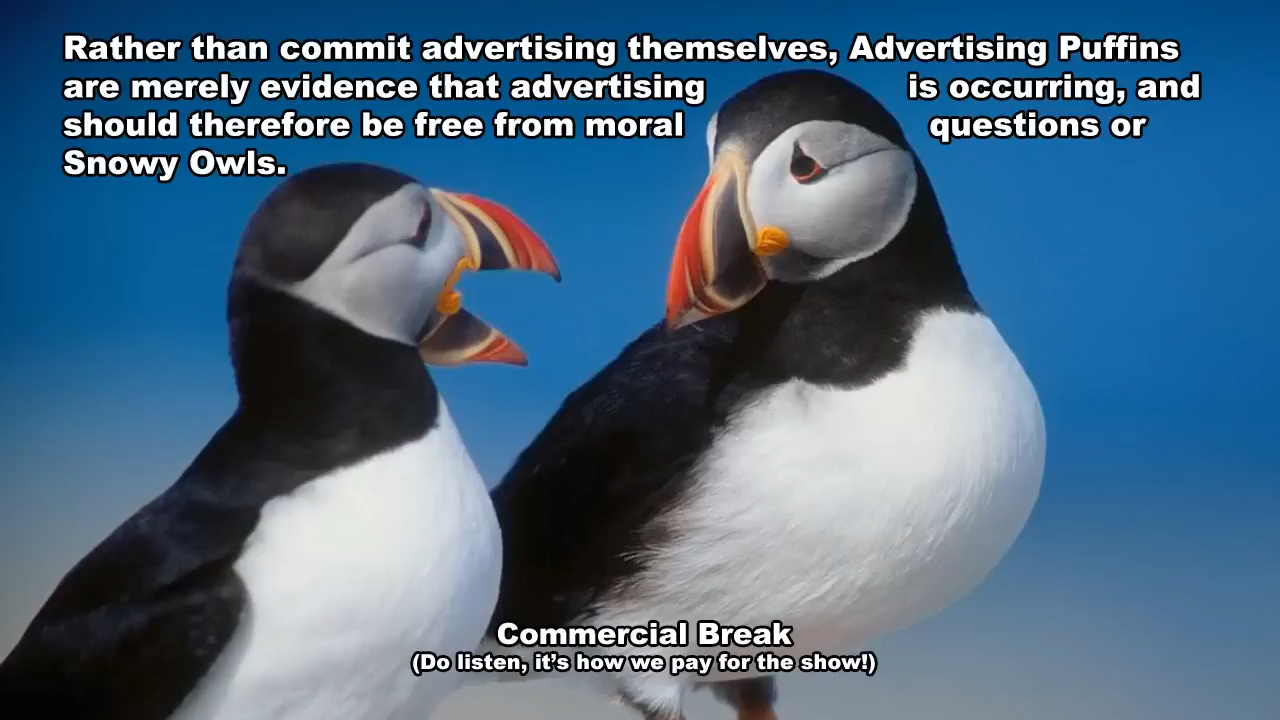 Rather than commit advertising themselves, Advertising Puffins
are merely evidence that advertising is occurring, and
should therefore be free from moral questions or
Snowy Owls.
Commercial Break
(Do listen, it's how we pay for the show!)